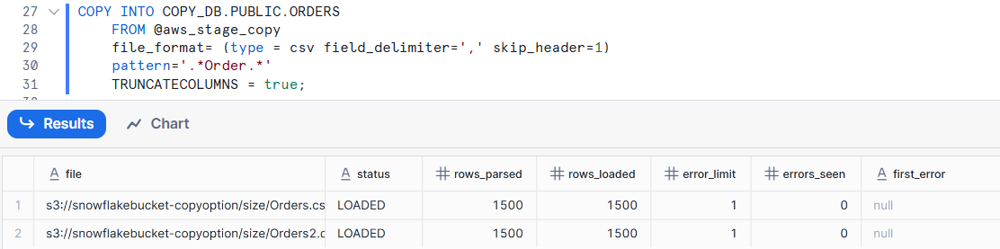 27 COPY INTO COPY_DB.PUBLIC.ORDERS
28 FROM @aws_stage_copy
29 file_format= (type = csv field_delimiter=',' skip_header=1)
30 pattern='.*Order.*'
31 TRUNCATECOLUMNS = true;
Results Chart
file status rows_parsed rows_loaded error_limit errors_seen first_error
1 s3://snowflakebucket-copyoption/size/Orders.cs LOADED 1500 1500 1 0 null
2 s3://snowflakebucket-copyoption/size/Orders2.c LOADED 1500 1500 1 0 null